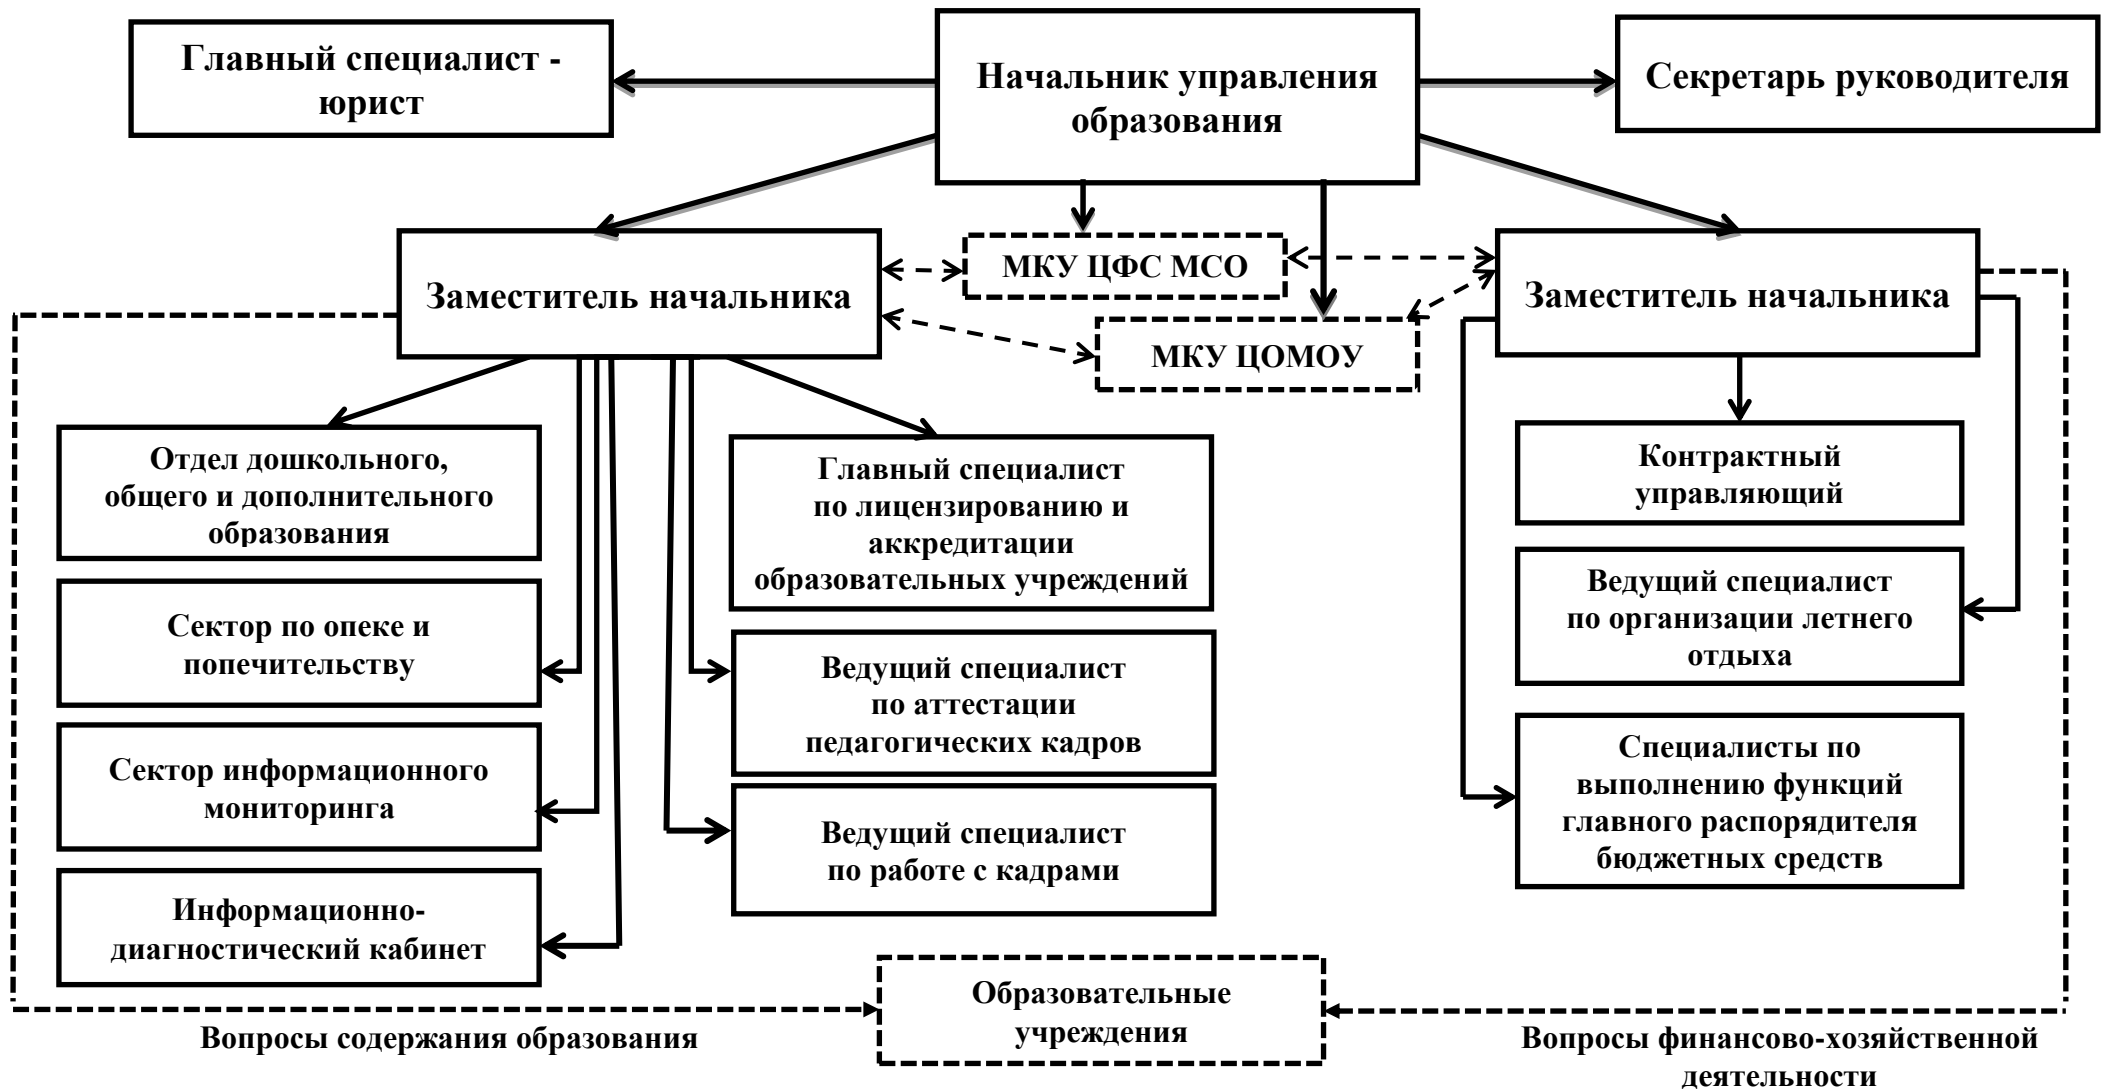 Главный специалист -
юрист
Начальник управления
образования
Секретарь руководителя
Заместитель начальника
МКУ ЦФС МСО
МКУ ЦОМОУ
Заместитель начальника
Отдел дошкольного,
общего и дополнительного
образования
Сектор по опеке и
попечительству
Сектор информационного
мониторинга
Информационно-
диагностический кабинет
Главный специалист
по лицензированию и
аккредитации
образовательных учреждений
Ведущий специалист
по аттестации
педагогических кадров
Ведущий специалист
по работе с кадрами
Контрактный
управляющий
Ведущий специалист
по организации летнего
отдыха
Специалисты по
выполнению функций
главного распорядителя
бюджетных средств
Образовательные
учреждения
Вопросы содержания образования
Вопросы финансово-хозяйственной
деятельности